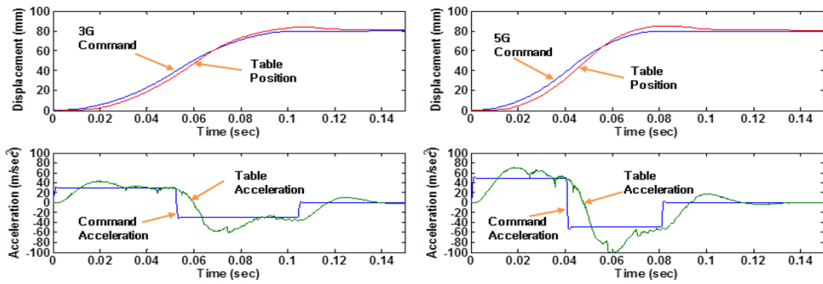 Displacement (mm)
100
80
60
40
20
0
3G
Command
Table
Position
0 0.02 0.04 0.06 0.08 0.1 0.12 0.14
Time (sec)
Displacement (mm)
100
80
60
40
20
0
5G
Command
Table
Position
0 0.02 0.04 0.06 0.08 0.1 0.12 0.14
Time (sec)
Acceleration (m/sec²)
100
80
60
40
20
0
-20
-40
-60
-80
-100
Table
Acceleration
Command
Acceleration
0 0.02 0.04 0.06 0.08 0.1 0.12 0.14
Time (sec)
Acceleration (m/sec²)
100
80
60
40
20
0
-20
-40
-60
-80
-100
Table
Acceleration
Command
Acceleration
0 0.02 0.04 0.06 0.08 0.1 0.12 0.14
Time (sec)